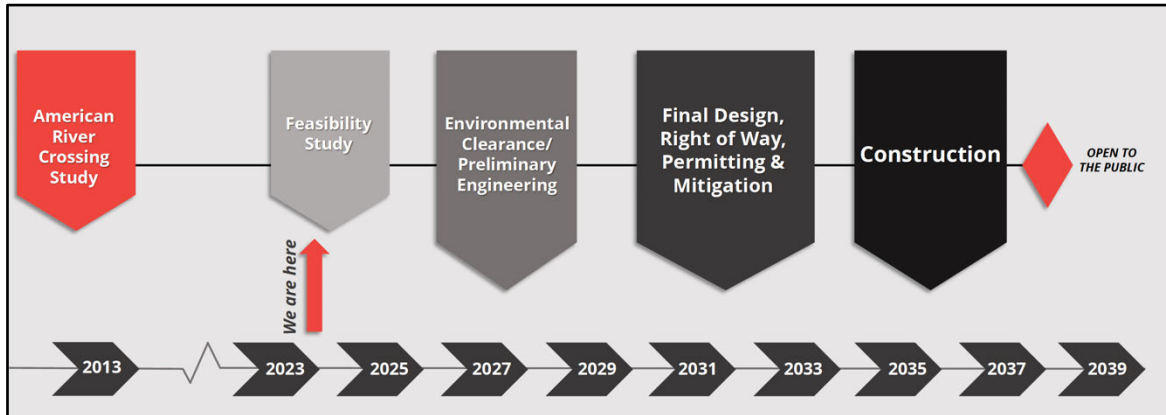 American
River
Crossing
Study
Feasibility
Study
Environmental
Clearance/
Preliminary
Engineering
Final Design,
Right of Way,
Permitting &
Mitigation
Construction
OPEN TO
THE PUBLIC
We are here
2013
2023
2025
2027
2029
2031
2033
2035
2037
2039